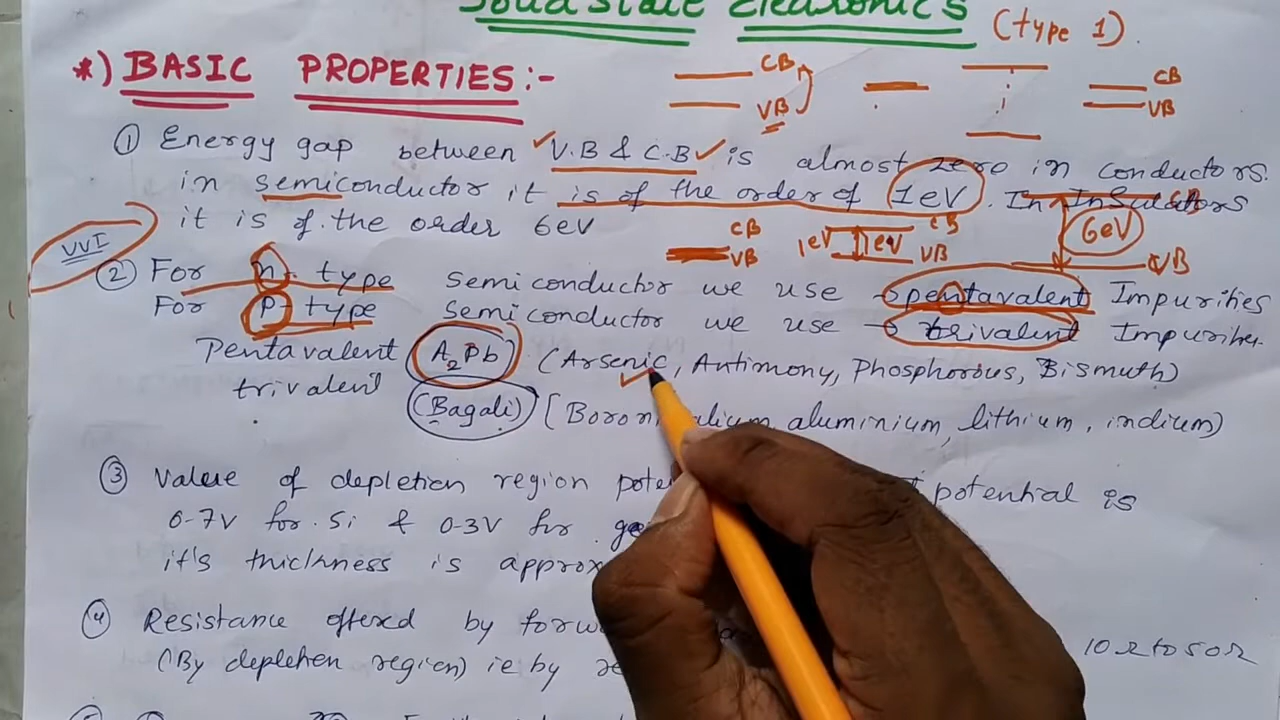 Solid State Electronics (type 1).
*) BASIC PROPERTIES:-
CB
VB
CB
VB
① Energy gap between V.B & C.B is almost zero in conductors.
in semiconductor it is of the order of 1eV. In Insulators
it is of the order 6eV
CB
VB
1eV
1eV
CB
VB
CB
6eV
VB
VVI
② For n. type semiconductor we use → pentavalent Impurities
For P type semiconductor we use → trivalent
Pentavalent A2Pb (Arsenic, Antimony, Phosphorous, Bismuth)
trivalent (Bagali) [Boron, aluminium, lithium, indium)
③ Value of depletion region potential is
0-7V for. Si & 0.3V for
it's thickness is
④ Resistance offered by
(By depletion region) ie by 10Ω to 50Ω